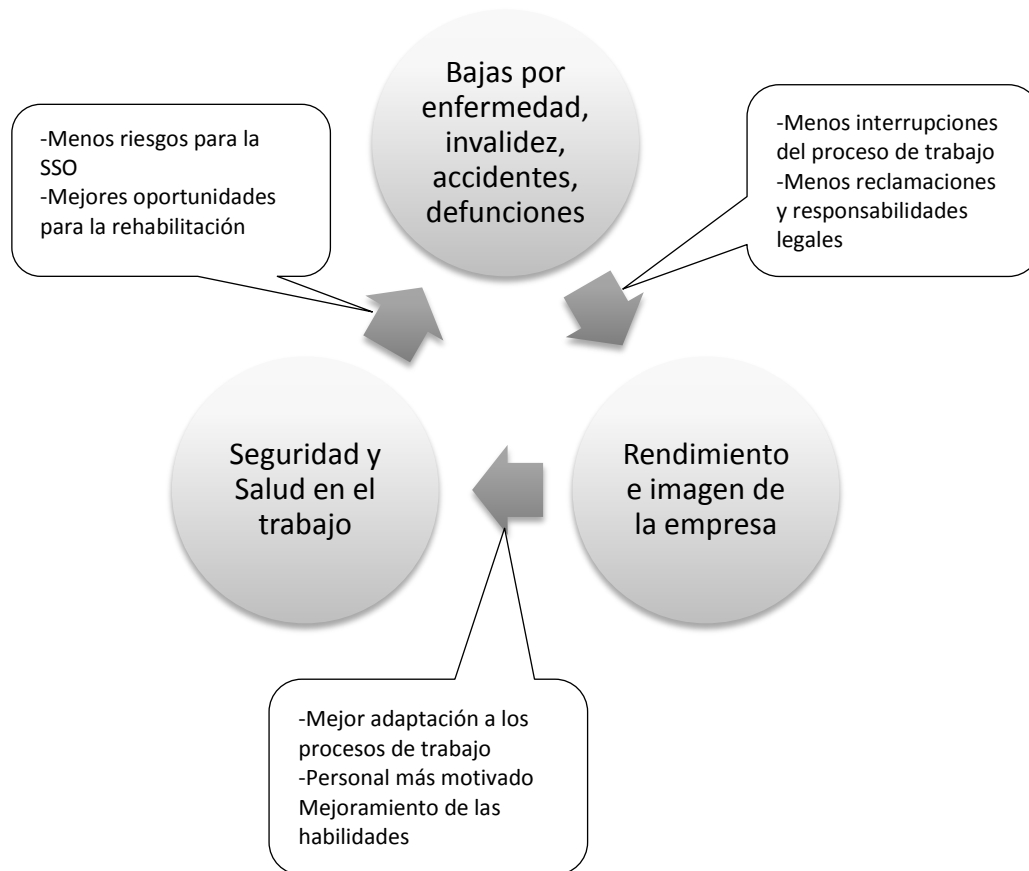 Bajas por
enfermedad,
invalidez,
accidentes,
defunciones
-Menos riesgos para la
SSO
-Mejores oportunidades
para la rehabilitación
-Menos interrupciones
del proceso de trabajo
-Menos reclamaciones
y responsabilidades
legales
Seguridad y
Salud en el
trabajo
Rendimiento
e imagen de
la empresa
-Mejor adaptación a los
procesos de trabajo
-Personal más motivado
Mejoramiento de las
habilidades